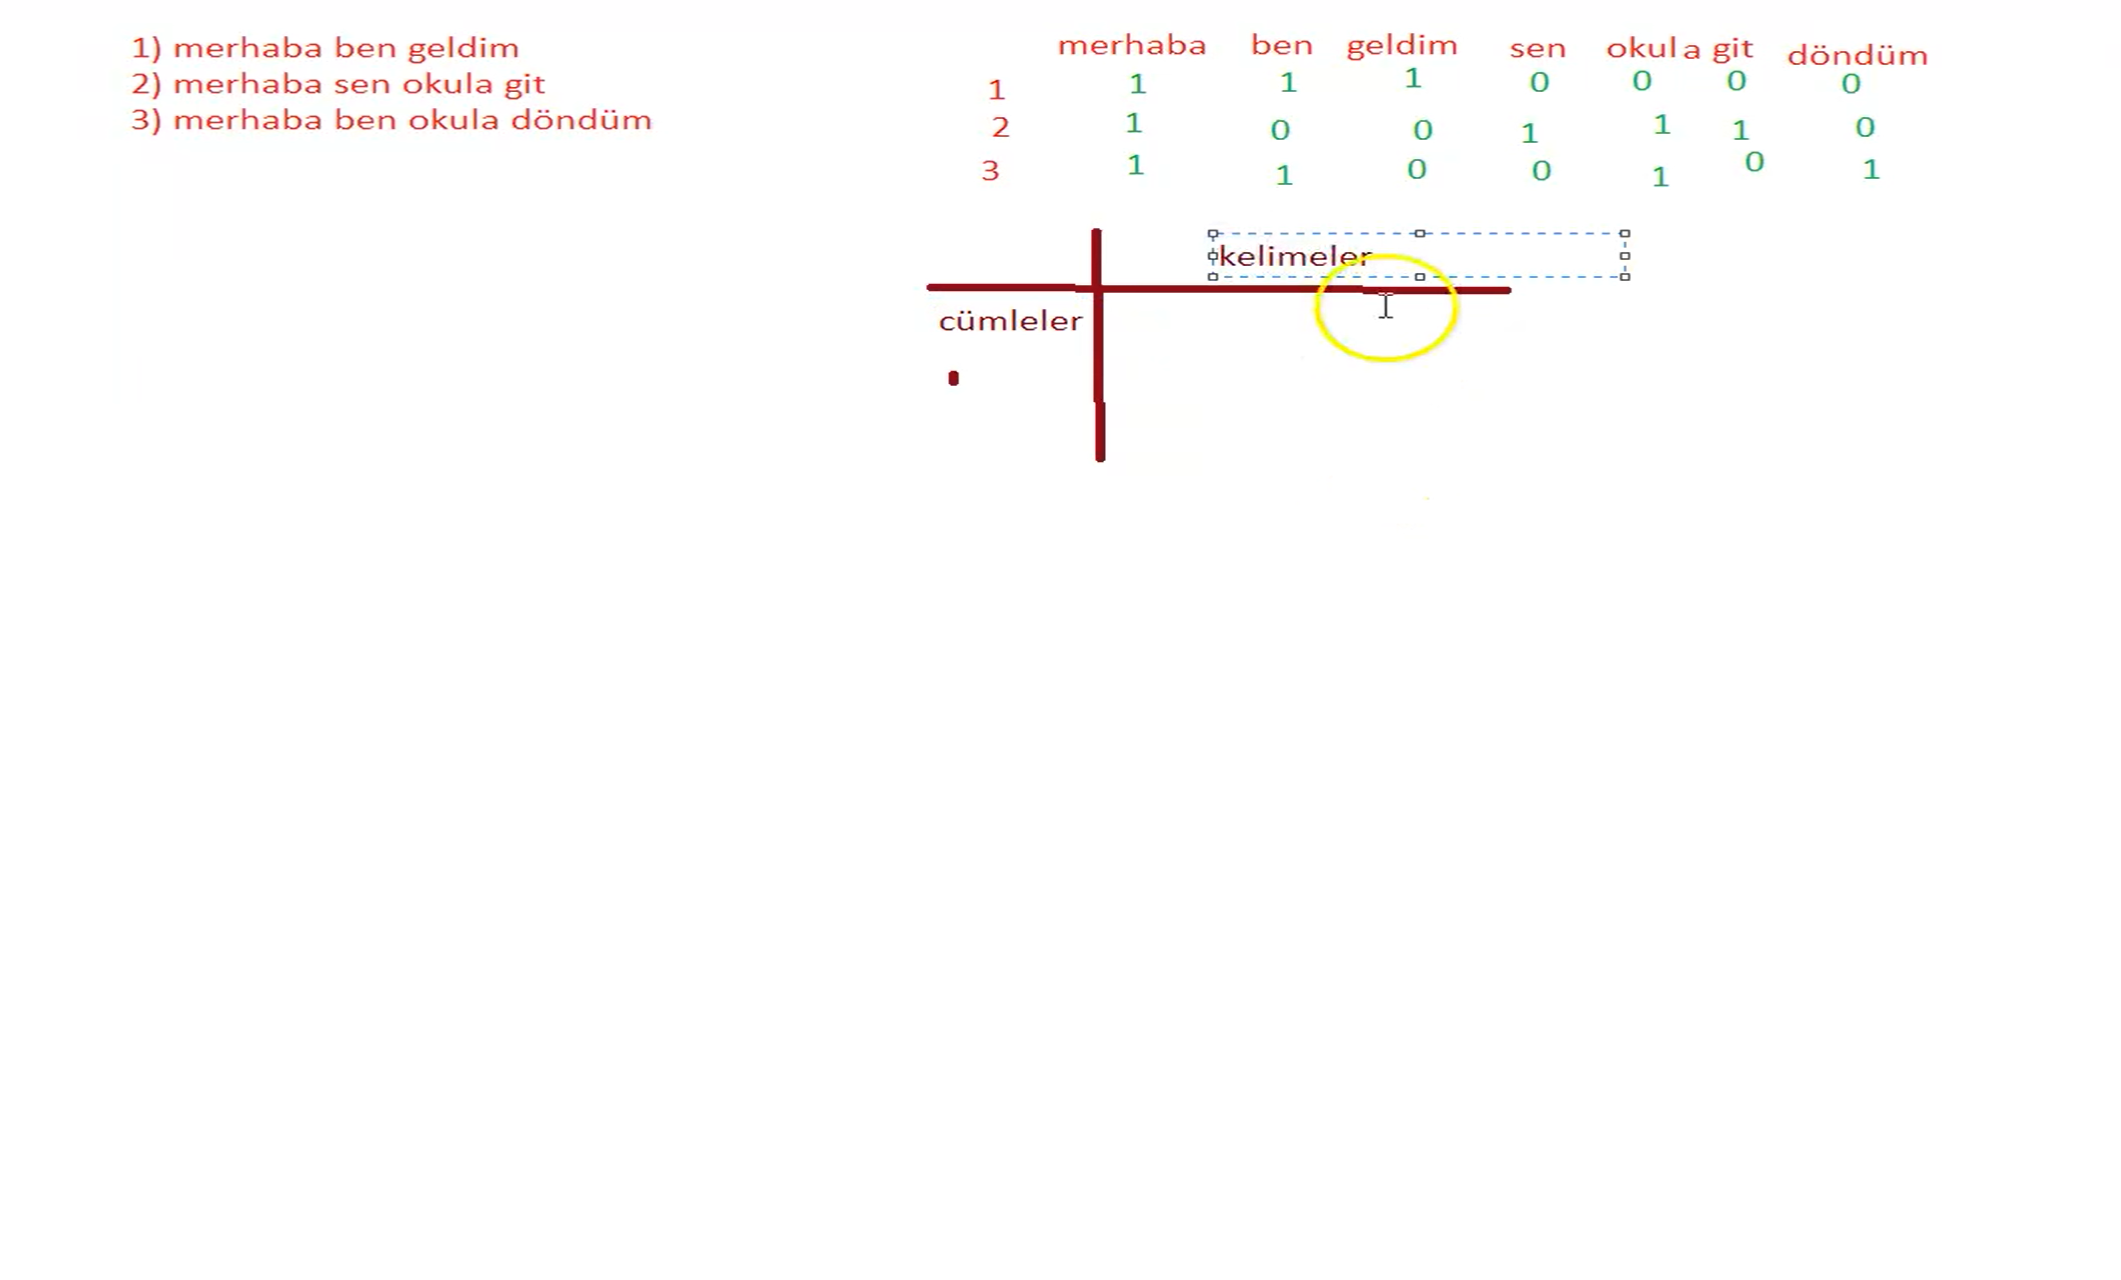 1) merhaba ben geldim
2) merhaba sen okula git
3) merhaba ben okula döndüm
merhaba ben geldim sen okula git döndüm
1 1 1 1 0 0 0 0
2 1 0 0 1 1 1 0
3 1 1 0 0 1 0 1
kelimeler
cümleler